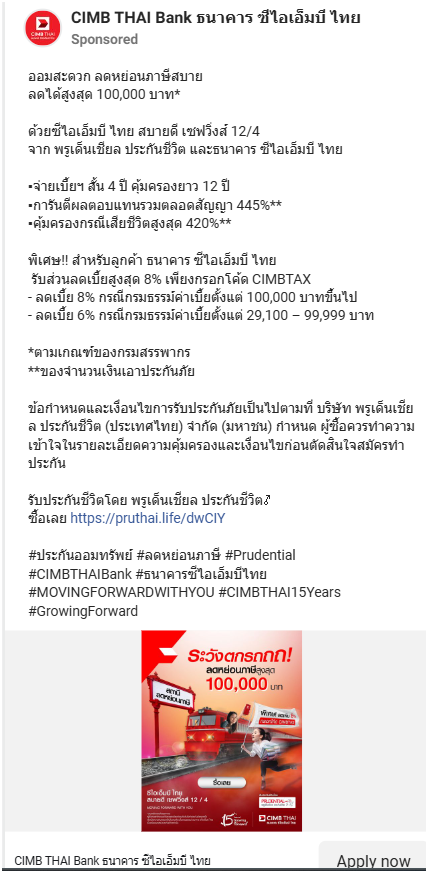 CIMB THAI Bank ธนาคาร ซีไอเอ็มบี ไทย
Sponsored
ออมสะดวก ลดหย่อนภาษีสบาย
ลดได้สูงสุด 100,000 บาท*
ด้วยซีไอเอ็มบี ไทย สบายดี เซฟวิ่งส์ 12/4
จาก พรูเด็นเชียล ประกันชีวิต และธนาคาร ซีไอเอ็มบี ไทย
▪จ่ายเบี้ยฯ สั้น 4 ปี คุ้มครองยาว 12 ปี
▪การันตีผลตอบแทนรวมตลอดสัญญา 445%**
▪คุ้มครองกรณีเสียชีวิตสูงสุด 420%**
พิเศษ!! สำหรับลูกค้า ธนาคาร ซีไอเอ็มบี ไทย
รับส่วนลดเบี้ยสูงสุด 8% เพียงกรอกโค้ด CIMBTAX
- ลดเบี้ย 8% กรณีกรมธรรม์ค่าเบี้ยตั้งแต่ 100,000 บาทขึ้นไป
- ลดเบี้ย 6% กรณีกรมธรรม์ค่าเบี้ยตั้งแต่ 29,100 – 99,999 บาท
*ตามเกณฑ์ของกรมสรรพากร
**ของจำนวนเงินเอาประกันภัย
ข้อกำหนดและเงื่อนไขการรับประกันภัยเป็นไปตามที่ บริษัท พรูเด็นเชีย
ล ประกันชีวิต (ประเทศไทย) จำกัด (มหาชน) กำหนด ผู้ซื้อควรทำความ
เข้าใจในรายละเอียดความคุ้มครองและเงื่อนไขก่อนตัดสินใจสมัครทำ
ประกัน
รับประกันชีวิตโดย พรูเด็นเชียล ประกันชีวิต
ซื้อเลย https://pruthai.life/dwCIY
#ประกันออมทรัพย์ #ลดหย่อนภาษี #Prudential
#CIMBTHAIBank #ธนาคารซีไอเอ็มบีไทย
#MOVINGFORWARDWITHYOU #CIMBTHAI15Years
#GrowingForward
ระวังตกรถถถ!
ลดหย่อนภาษีสูงสุด
100,000 บาท
สถานี
ลดหย่อนภาษี
ซื้อเลย
ซีไอเอ็มบี ไทย
สบายดี เซฟวิ่งส์ 12 / 4
MOVING FORWARD WITH YOU
15
PRUDENTIAL
CIMB THAI
CIMB THAI Bank ธนาคาร ซีไอเอ็มบี ไทย
Apply now